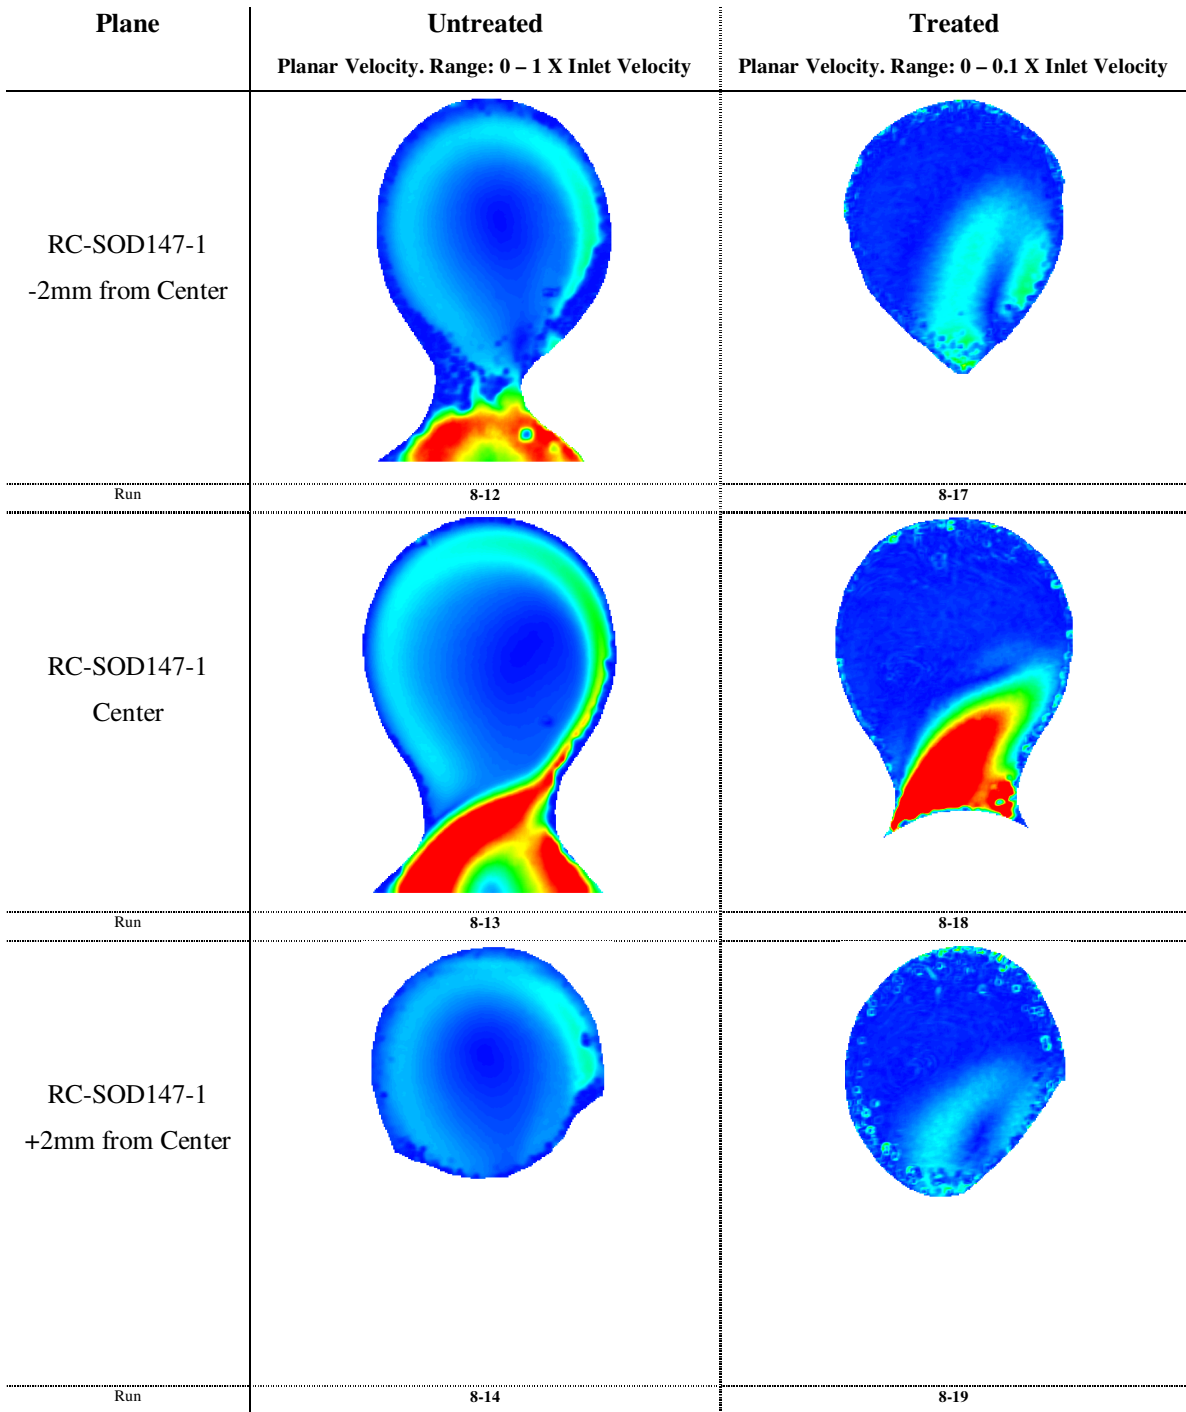 Plane
Untreated
Treated
Planar Velocity. Range: 0 – 1 X Inlet Velocity
Planar Velocity. Range: 0 – 0.1 X Inlet Velocity
RC-SOD147-1
-2mm from Center
Run
8-12
8-17
RC-SOD147-1
Center
Run
8-13
8-18
RC-SOD147-1
+2mm from Center
Run
8-14
8-19